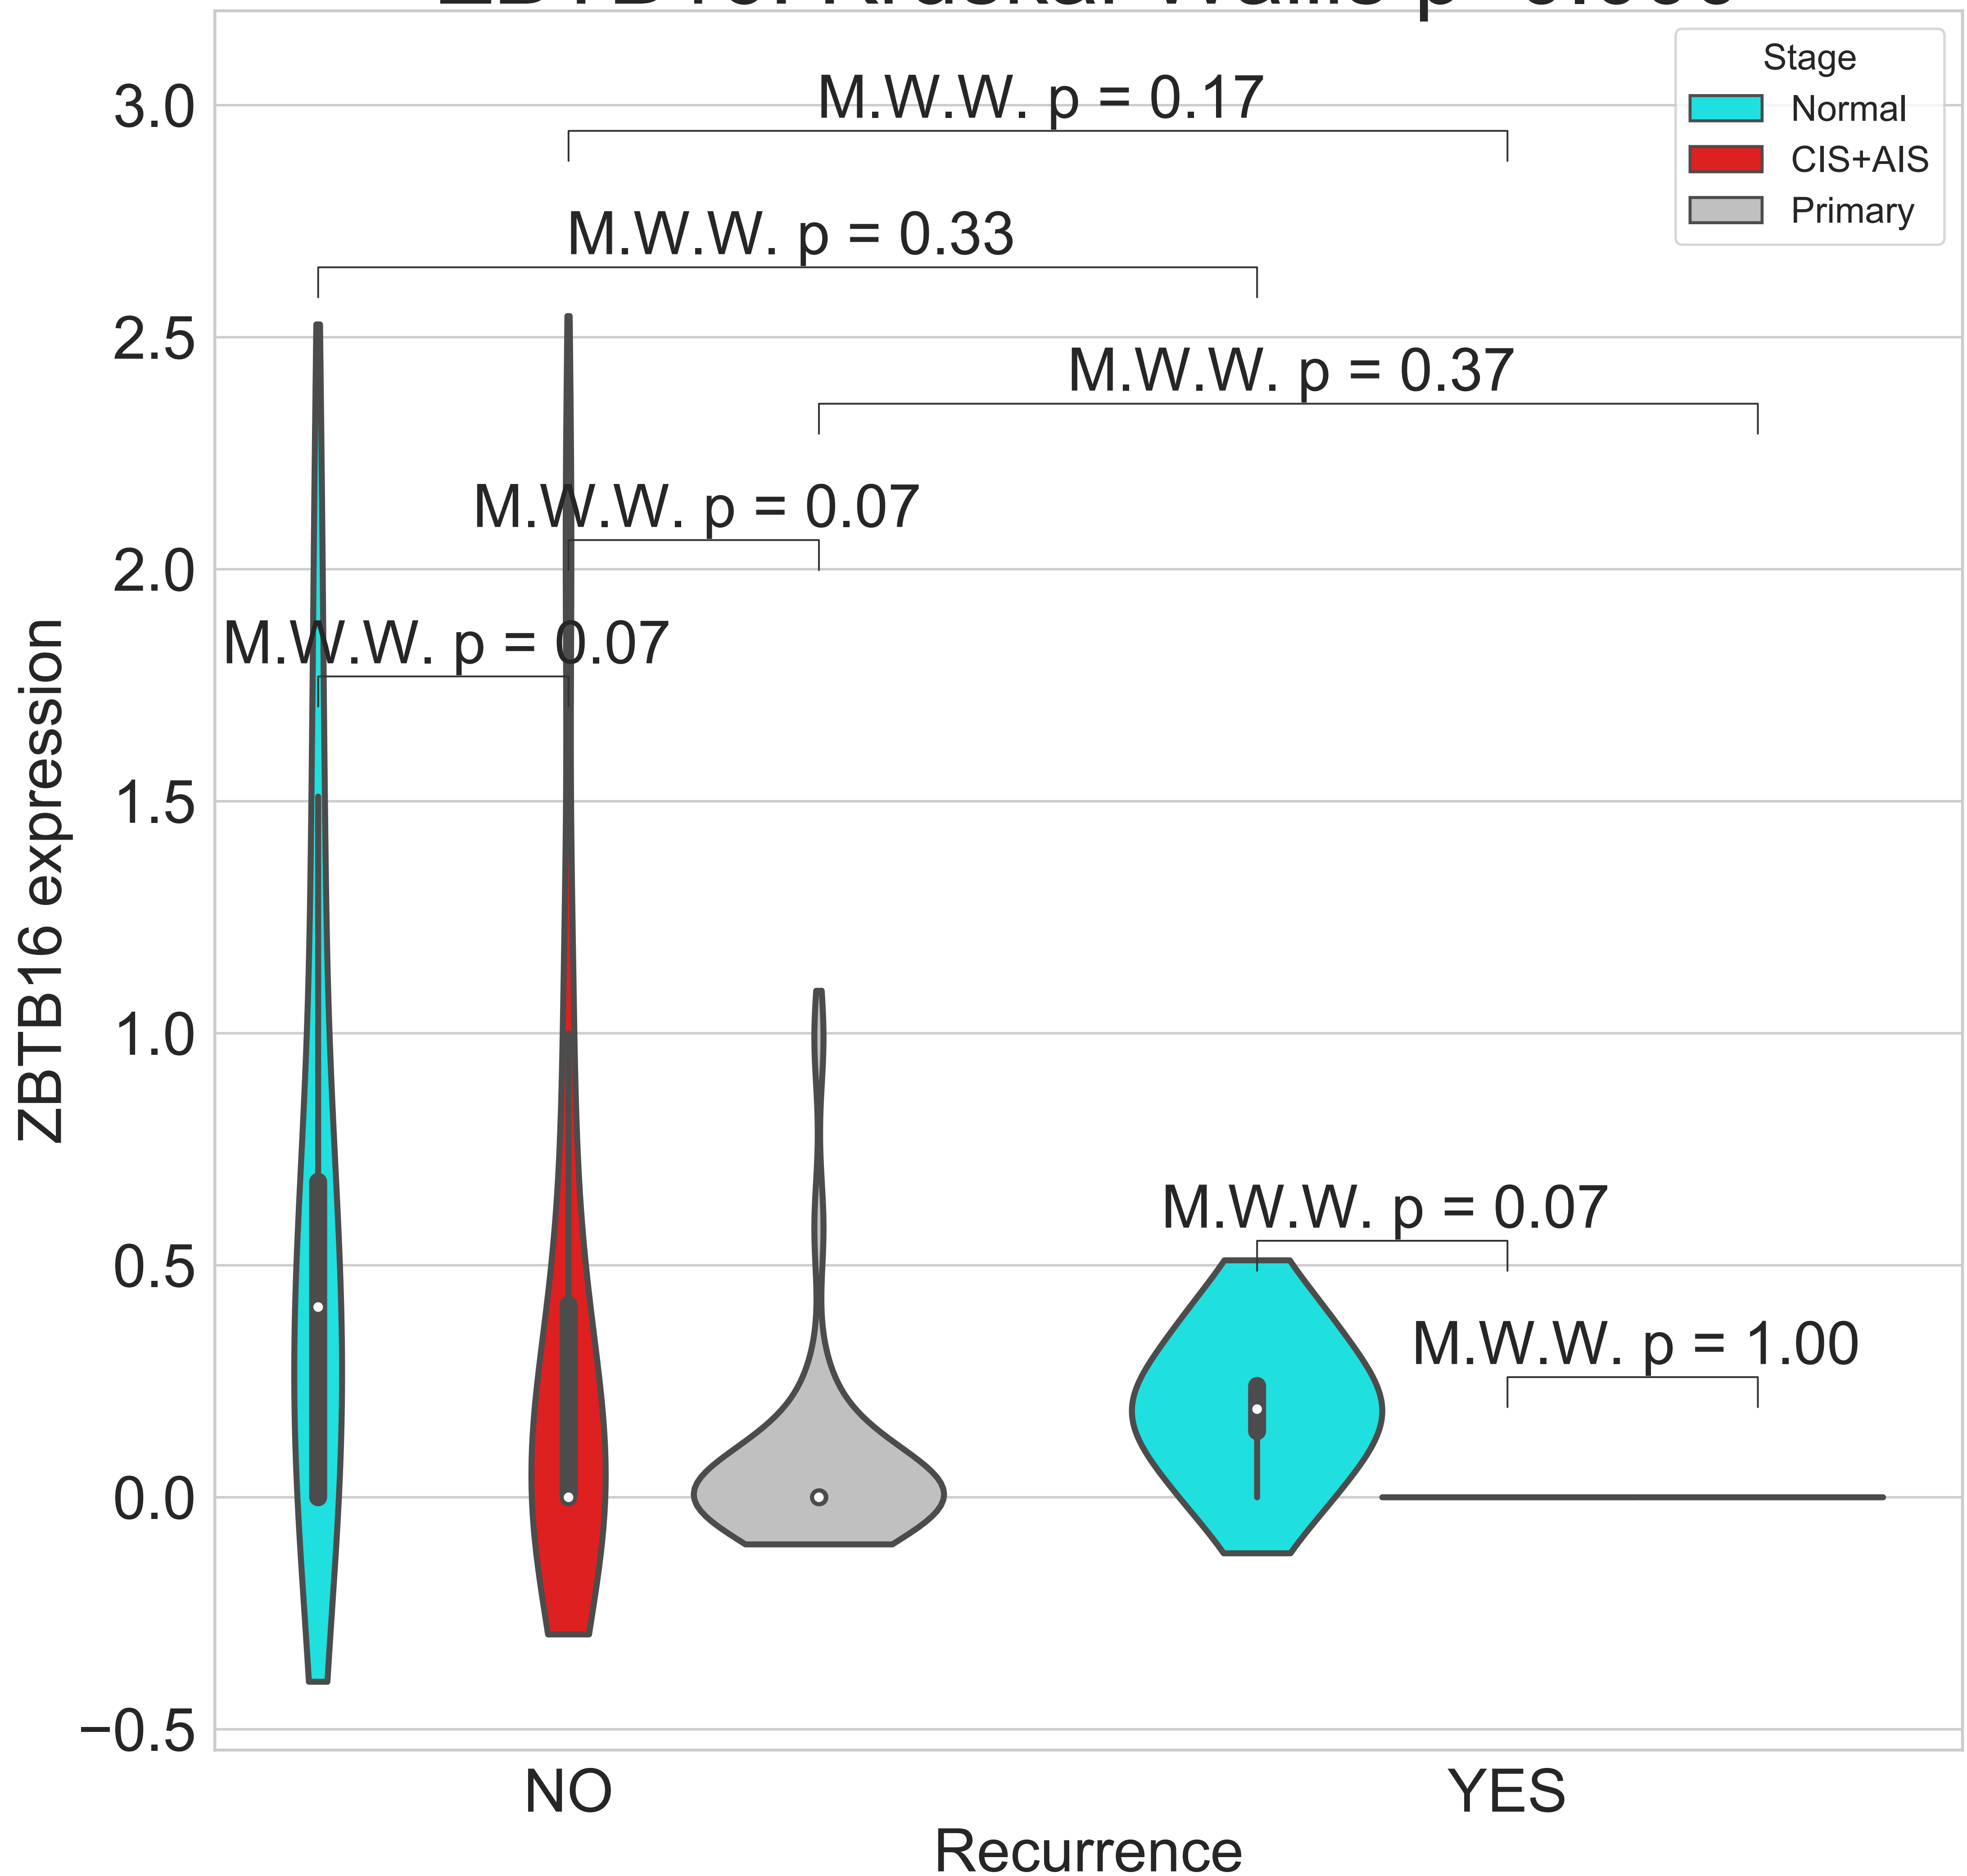 Stage
Normal
CIS+AIS
Primary
M.W.W. p = 0.17
M.W.W. p = 0.33
M.W.W. p = 0.37
M.W.W. p = 0.07
M.W.W. p = 0.07
M.W.W. p = 0.07
M.W.W. p = 1.00
3.0
2.5
2.0
1.5
1.0
0.5
0.0
−0.5
ZBTB16 expression
NO
YES
Recurrence